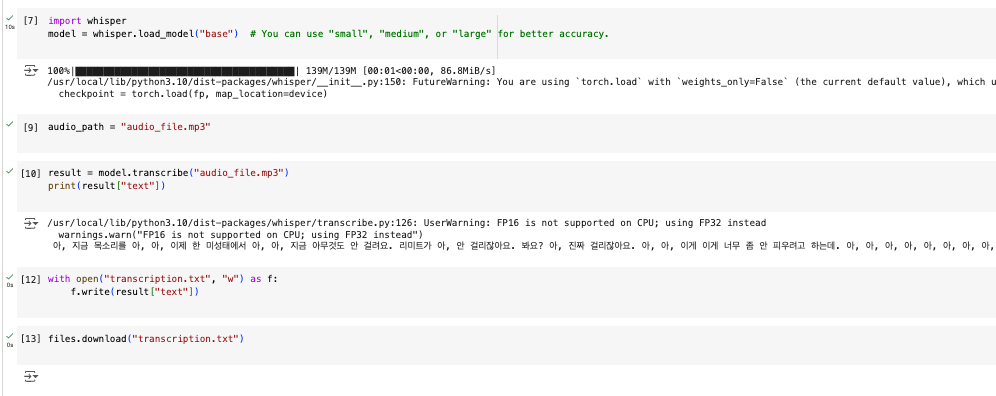 [7] import whisper
model = whisper.load_model("base")  # You can use "small", "medium", or "large" for better accuracy.
10s
100%|████████████████████████████████████████| 139M/139M [00:01<00:00, 86.8MiB/s]
/usr/local/lib/python3.10/dist-packages/whisper/__init__.py:150: FutureWarning: You are using `torch.load` with `weights_only=False` (the current default value), which u
  checkpoint = torch.load(fp, map_location=device)
[9] audio_path = "audio_file.mp3"
[10] result = model.transcribe("audio_file.mp3")
print(result["text"])
/usr/local/lib/python3.10/dist-packages/whisper/transcribe.py:126: UserWarning: FP16 is not supported on CPU; using FP32 instead
  warnings.warn("FP16 is not supported on CPU; using FP32 instead")
아, 지금 목소리를 아, 아, 이제 한 미성태에서 아, 아, 지금 아무것도 안 걸려요. 리미트가 아, 안 걸리잖아요. 봐요? 아, 진짜 걸리잖아요. 아, 아, 이게 이게 너무 좀 안 피우려고 하는데. 아, 아, 아, 아, 아, 아, 아, 아,
[12] with open("transcription.txt", "w") as f:
0s
    f.write(result["text"])
[13] files.download("transcription.txt")
0s